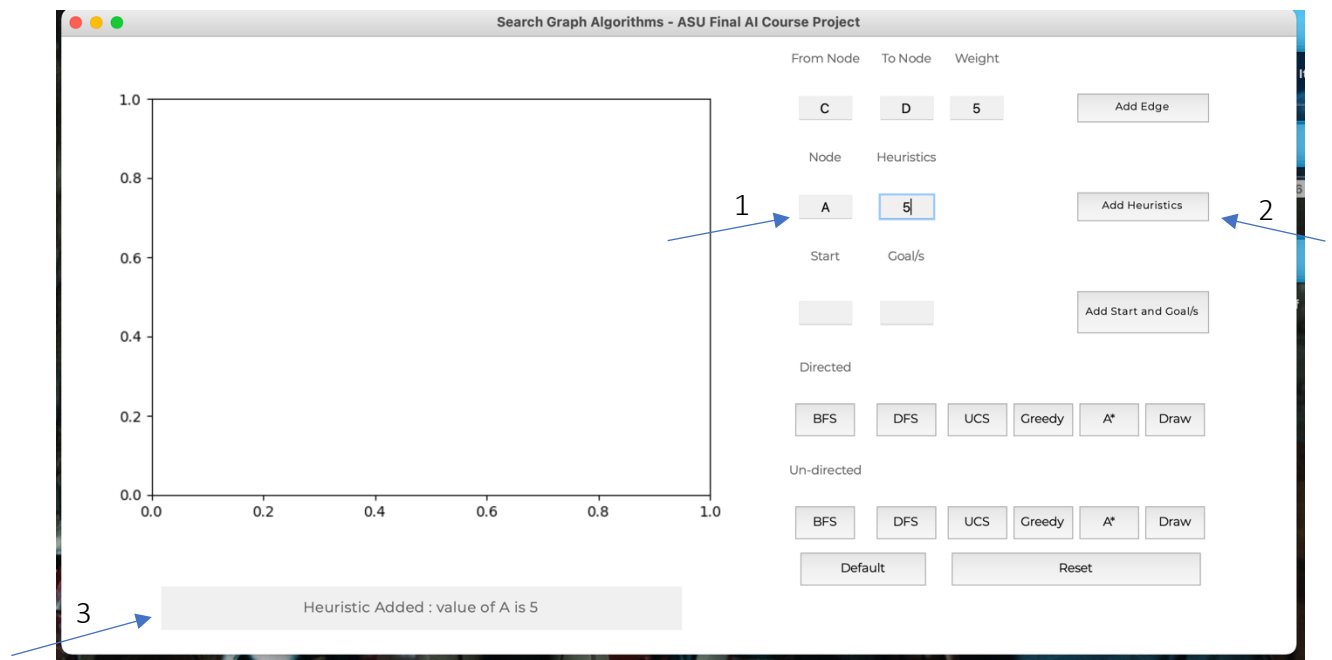 Search Graph Algorithms - ASU Final AI Course Project
From Node To Node Weight
C D 5 Add Edge
Node Heuristics
1 A 5 Add Heuristics 2
Start Goal/s
Add Start and Goal/s
Directed
BFS DFS UCS Greedy A* Draw
Un-directed
BFS DFS UCS Greedy A* Draw
Default Reset
1.0
0.8
0.6
0.4
0.2
0.0
0.0 0.2 0.4 0.6 0.8 1.0
3 Heuristic Added : value of A is 5